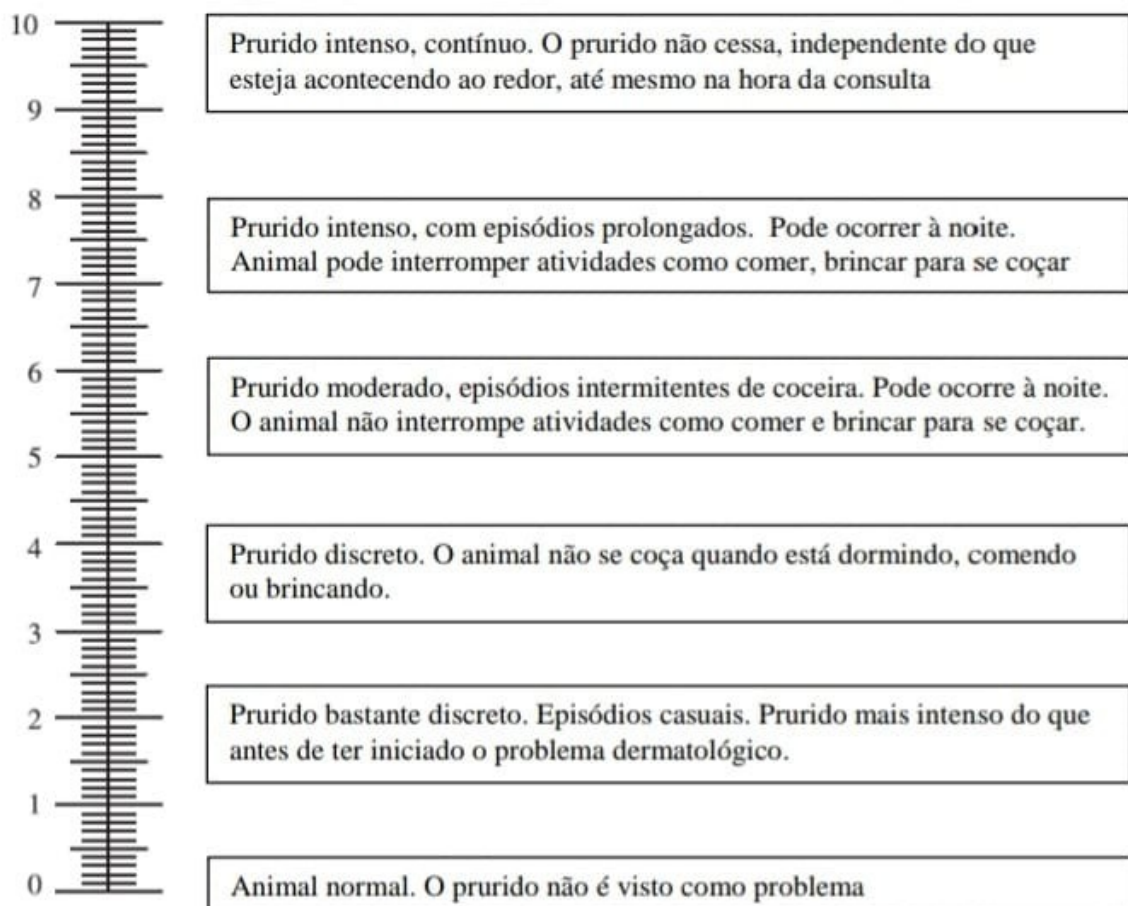 10
Prurido intenso, contínuo. O prurido não cessa, independente do que
esteja acontecendo ao redor, até mesmo na hora da consulta
9
8
Prurido intenso, com episódios prolongados. Pode ocorrer à noite.
Animal pode interromper atividades como comer, brincar para se coçar
7
6
Prurido moderado, episódios intermitentes de coceira. Pode ocorre à noite.
O animal não interrompe atividades como comer e brincar para se coçar.
5
4
Prurido discreto. O animal não se coça quando está dormindo, comendo
ou brincando.
3
2
Prurido bastante discreto. Episódios casuais. Prurido mais intenso do que
antes de ter iniciado o problema dermatológico.
1
0
Animal normal. O prurido não é visto como problema